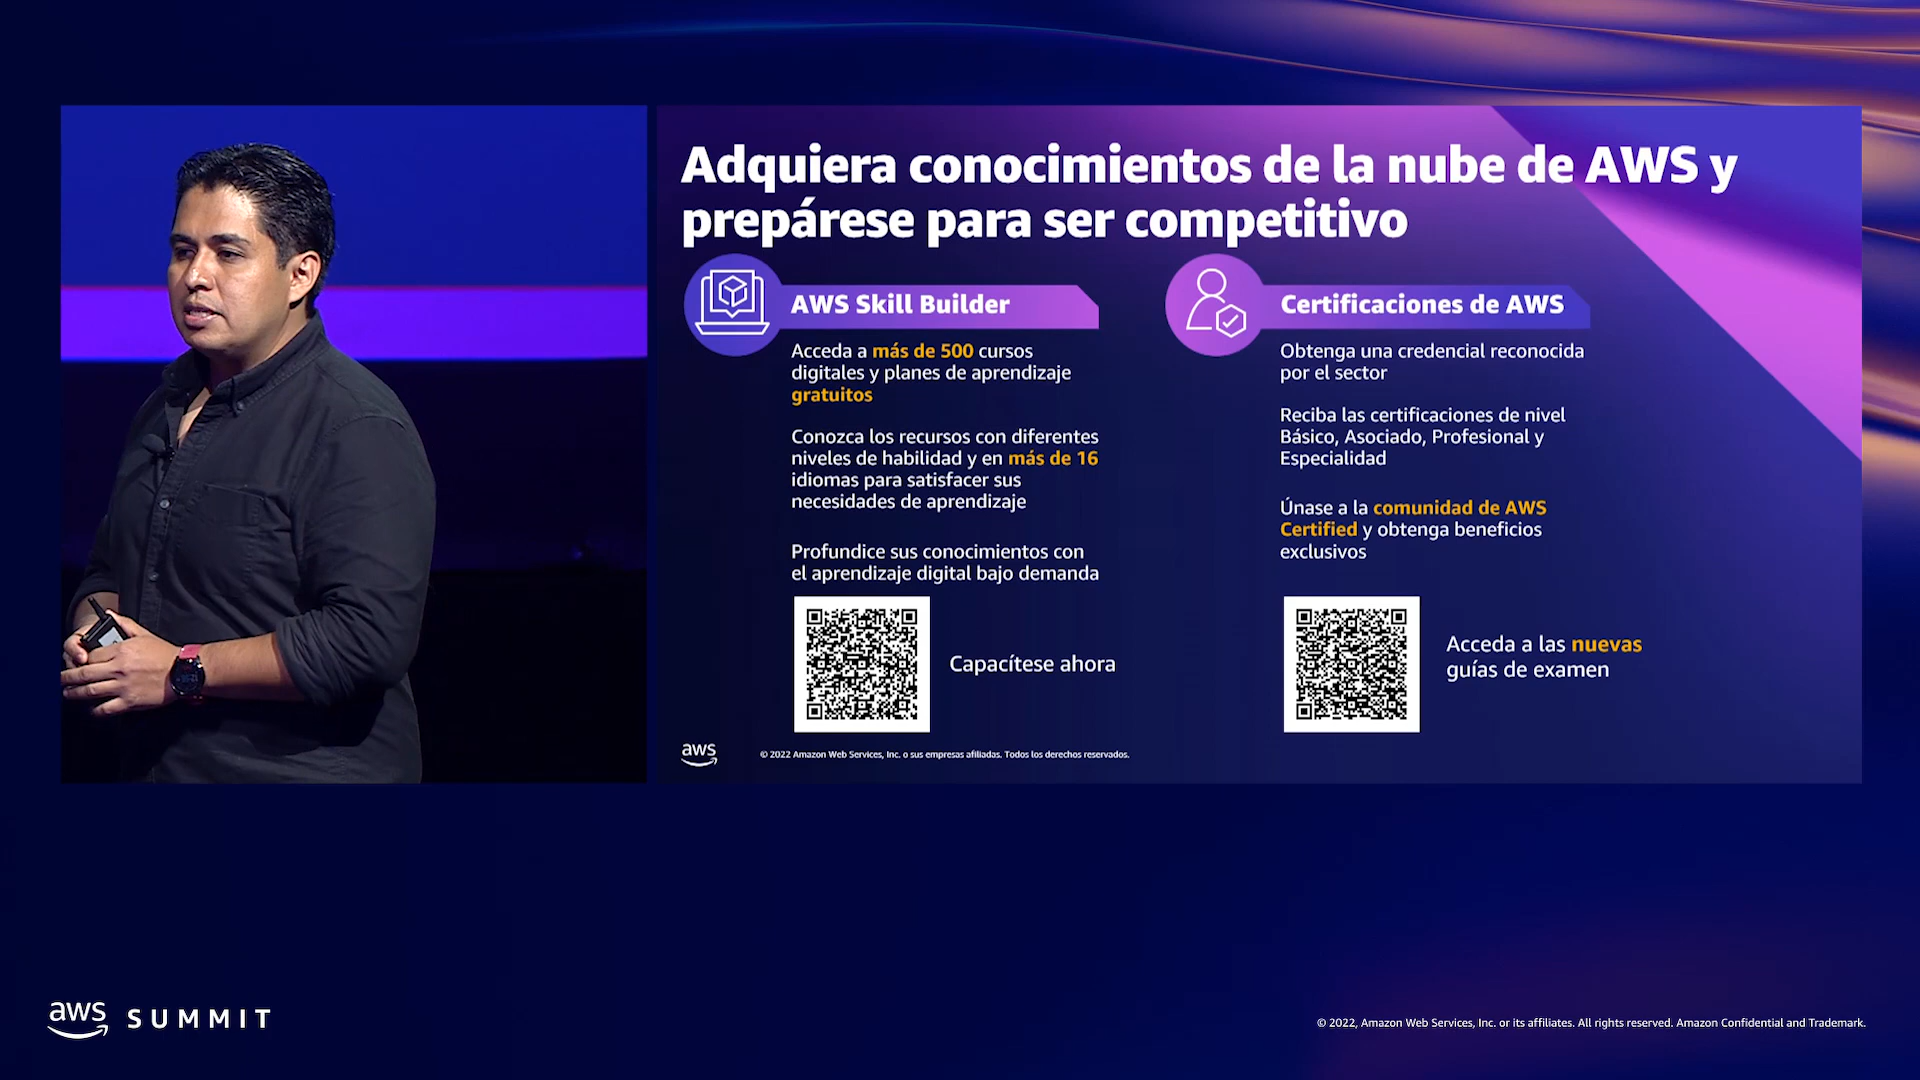 Adquiera conocimientos de la nube de AWS y
prepárese para ser competitivo
AWS Skill Builder
Acceda a más de 500 cursos
digitales y planes de aprendizaje
gratuitos
Conozca los recursos con diferentes
niveles de habilidad y en más de 16
idiomas para satisfacer sus
necesidades de aprendizaje
Profundice sus conocimientos con
el aprendizaje digital bajo demanda
Capacítese ahora
Certificaciones de AWS
Obtenga una credencial reconocida
por el sector
Reciba las certificaciones de nivel
Básico, Asociado, Profesional y
Especialidad
Únase a la comunidad de AWS
Certified y obtenga beneficios
exclusivos
Acceda a las nuevas
guías de examen
aws
© 2022 Amazon Web Services, Inc. o sus empresas afiliadas. Todos los derechos reservados.
aws SUMMIT
© 2022, Amazon Web Services, Inc. or its affiliates. All rights reserved. Amazon Confidential and Trademark.